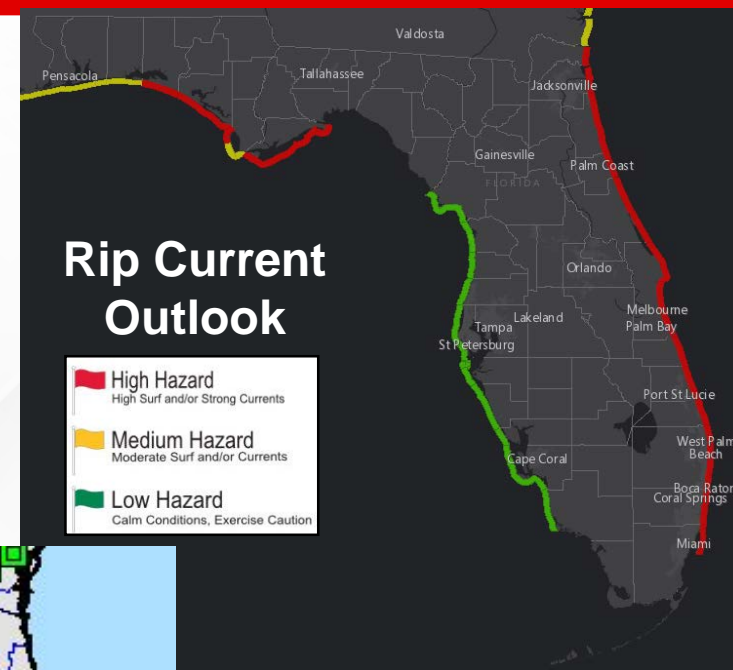 Valdosta
Pensacola
Tallahassee
Jacksonville
Gainesville
Palm Coast
FLORIDA
Rip Current
Outlook
Orlando
Melbourne
Palm Bay
Lakeland
Tampa
St Petersburg
High Hazard
High Surf and/or Strong Currents
Medium Hazard
Moderate Surf and/or Currents
Low Hazard
Calm Conditions, Exercise Caution
Port St Lucie
West Palm
Beach
Cape Coral
Boca Raton
Coral Springs
Miami